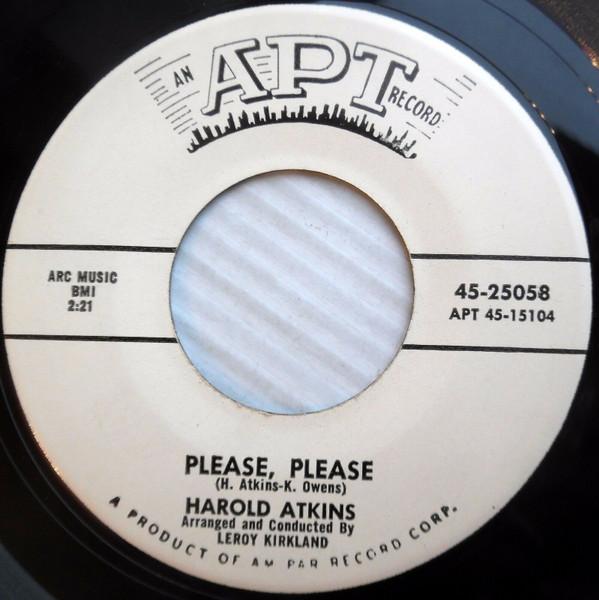 AN APT RECORD
ARC MUSIC
BMI
2:21
45-25058
APT 45-15104
PLEASE, PLEASE
(H. Atkins-K. Owens)
HAROLD ATKINS
Arranged and Conducted By
LEROY KIRKLAND
A PRODUCT OF AM PAR RECORD CORP.